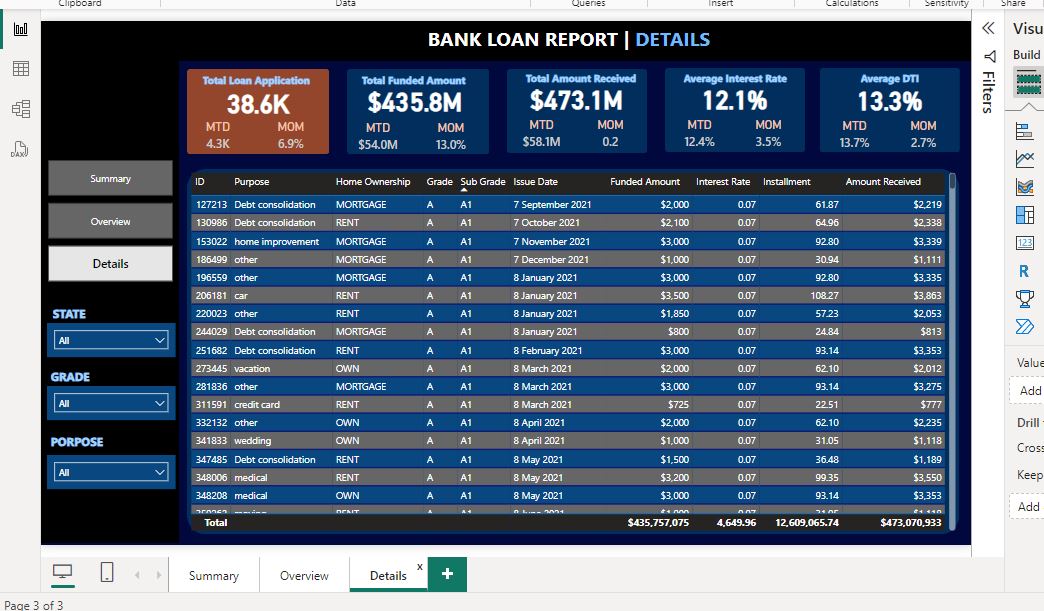 Clipboard Data Queries Insert Calculations Sensitivity Share
BANK LOAN REPORT | DETAILS
Visu
Build
Filters
Total Loan Application
38.6K
MTD MOM
4.3K 6.9%
Total Funded Amount
$435.8M
MTD MOM
$54.0M 13.0%
Total Amount Received
$473.1M
MTD MOM
$58.1M 0.2
Average Interest Rate
12.1%
MTD MOM
12.4% 3.5%
Average DTI
13.3%
MTD MOM
13.7% 2.7%
DAX
Summary
Overview
Details
STATE
All
GRADE
All
PORPOSE
All
ID Purpose Home Ownership Grade Sub Grade Issue Date Funded Amount Interest Rate Installment Amount Received
127213 Debt consolidation MORTGAGE A A1 7 September 2021 $2,000 0.07 61.87 $2,219
130986 Debt consolidation RENT A A1 7 October 2021 $2,100 0.07 64.96 $2,338
153022 home improvement MORTGAGE A A1 7 November 2021 $3,000 0.07 92.80 $3,339
186499 other MORTGAGE A A1 7 December 2021 $1,000 0.07 30.94 $1,111
196559 other MORTGAGE A A1 8 January 2021 $3,000 0.07 92.80 $3,335
206181 car RENT A A1 8 January 2021 $3,500 0.07 108.27 $3,863
220023 other RENT A A1 8 January 2021 $1,850 0.07 57.23 $2,053
244029 Debt consolidation MORTGAGE A A1 8 January 2021 $800 0.07 24.84 $813
251682 Debt consolidation RENT A A1 8 February 2021 $3,000 0.07 93.14 $3,353
273445 vacation OWN A A1 8 March 2021 $2,000 0.07 62.10 $2,012
281836 other MORTGAGE A A1 8 March 2021 $3,000 0.07 93.14 $3,275
311591 credit card RENT A A1 8 March 2021 $725 0.07 22.51 $777
332132 other OWN A A1 8 April 2021 $2,000 0.07 62.10 $2,235
341833 wedding OWN A A1 8 April 2021 $1,000 0.07 31.05 $1,118
347485 Debt consolidation RENT A A1 8 May 2021 $1,500 0.07 36.48 $1,189
348006 medical RENT A A1 8 May 2021 $3,200 0.07 99.35 $3,550
348208 medical OWN A A1 8 May 2021 $3,000 0.07 93.14 $3,353
Total $435,757,075 4,649.96 12,609,065.74 $473,070,933
123
R
Value
Add
Drill
Cross
Keep
Add
Summary Overview Details x +
Page 3 of 3